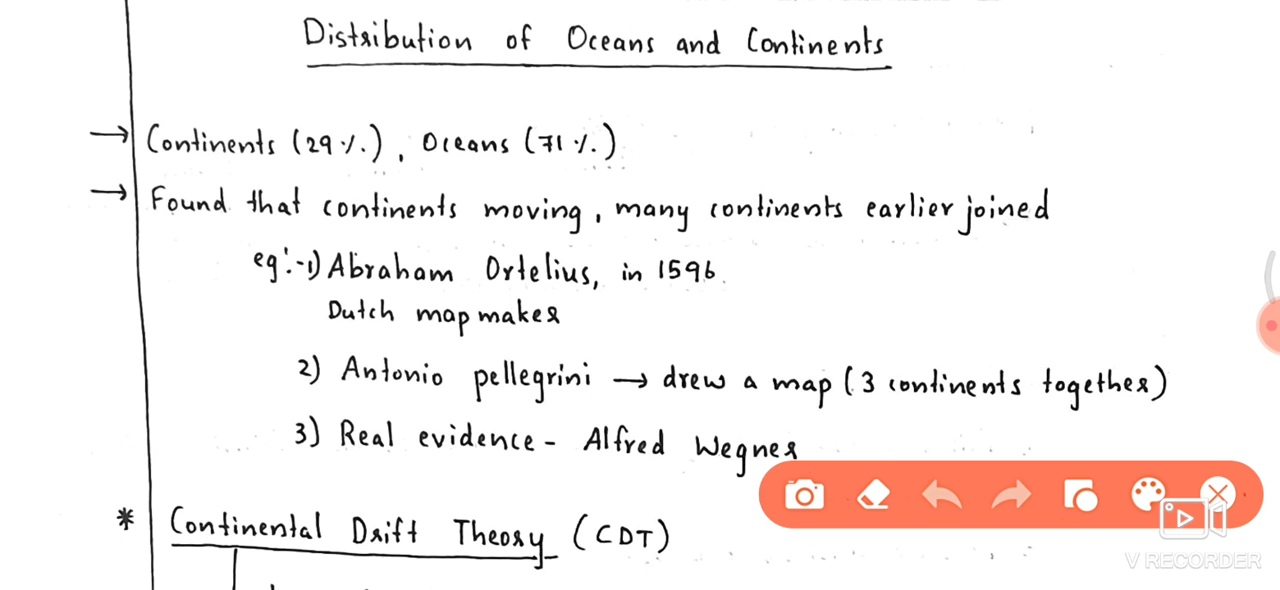 Distribution of Oceans and Continents
→ Continents (29%), Oceans (71%)
→ Found that continents moving, many continents earlier joined
eg:-1) Abraham Ortelius, in 1596
Dutch map maker
2) Antonio pellegrini → drew a map (3 continents together)
3) Real evidence - Alfred Wegner
* Continental Drift Theory (CDT)
V RECORDER